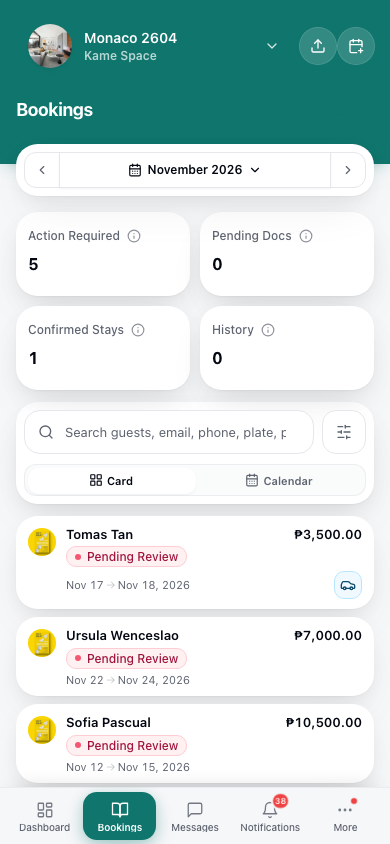 Monaco 2604
Kame Space
Bookings
November 2026
Action Required
5
Pending Docs
0
Confirmed Stays
1
History
0
Search guests, email, phone, plate, p
Card
Calendar
Tomas Tan
₱3,500.00
Pending Review
Nov 17 → Nov 18, 2026
Ursula Wenceslao
₱7,000.00
Pending Review
Nov 22 → Nov 24, 2026
Sofia Pascual
₱10,500.00
Pending Review
Nov 12 → Nov 15, 2026
38
Dashboard
Bookings
Messages
Notifications
More